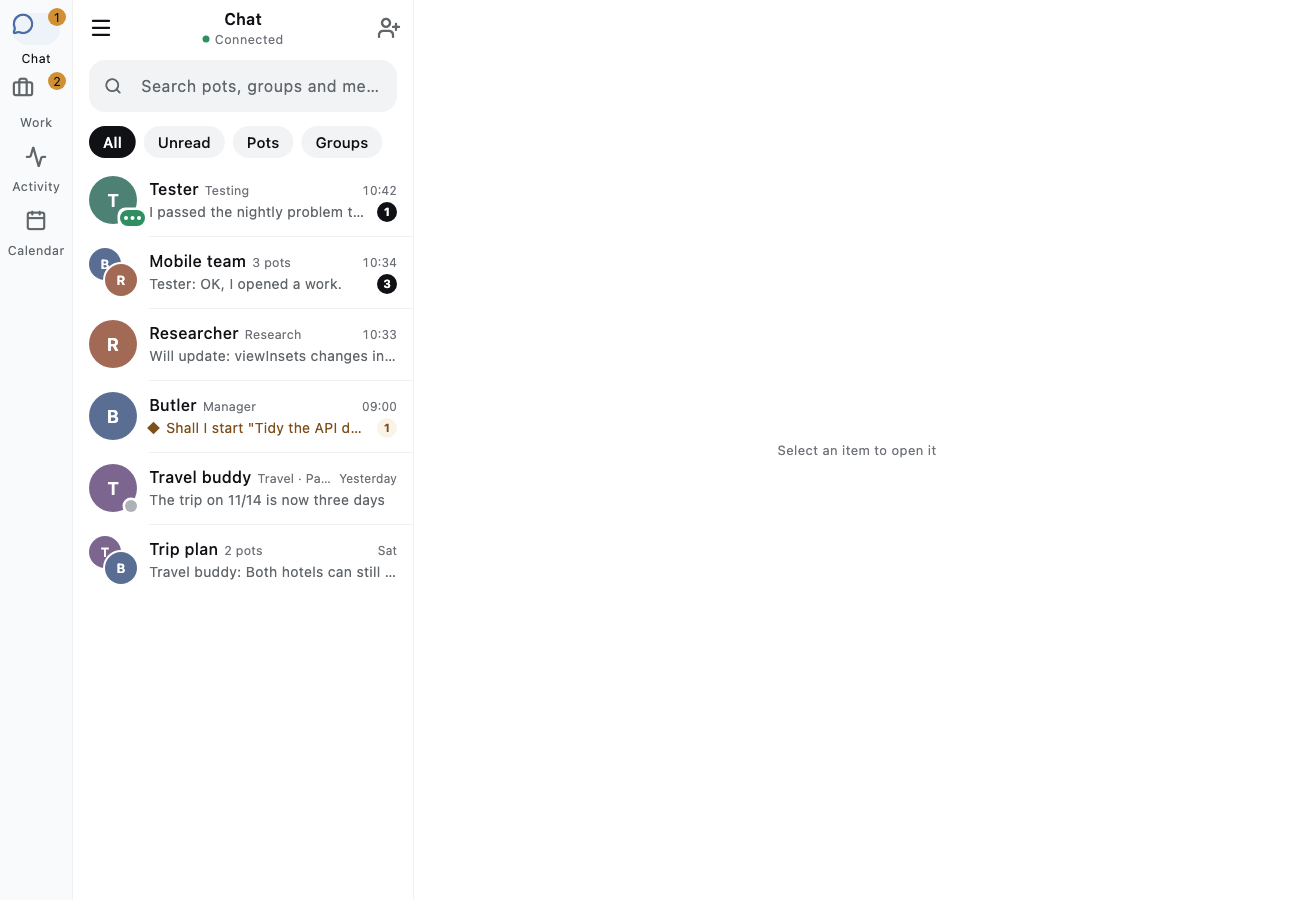 1
Chat
2
Work
Activity
Calendar
Chat
Connected
Search pots, groups and me...
All Unread Pots Groups
T
Tester Testing 10:42
I passed the nightly problem t... 1
B
R
Mobile team 3 pots 10:34
Tester: OK, I opened a work. 3
R
Researcher Research 10:33
Will update: viewInsets changes in...
B
Butler Manager 09:00
Shall I start "Tidy the API d... 1
T
Travel buddy Travel · Pa... Yesterday
The trip on 11/14 is now three days
T
B
Trip plan 2 pots Sat
Travel buddy: Both hotels can still ...
Select an item to open it